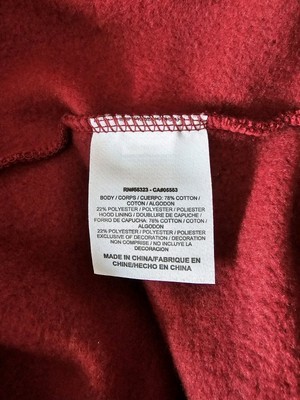 RN#56323 - CA#05553
BODY / CORPS / CUERPO: 78% COTTON /
COTON / ALGODON
22% POLYESTER / POLYESTER / POLIESTER
HOOD LINING / DOUBLURE DE CAPUCHE /
FORRO DE CAPUCHA: 78% COTTON / COTON /
ALGODON
22% POLYESTER / POLYESTER / POLIESTER
EXCLUSIVE OF DECORATION / DECORATION
NON COMPRISE / NO INCLUYE LA
DECORACION
MADE IN CHINA/FABRIQUE EN
CHINE/HECHO EN CHINA